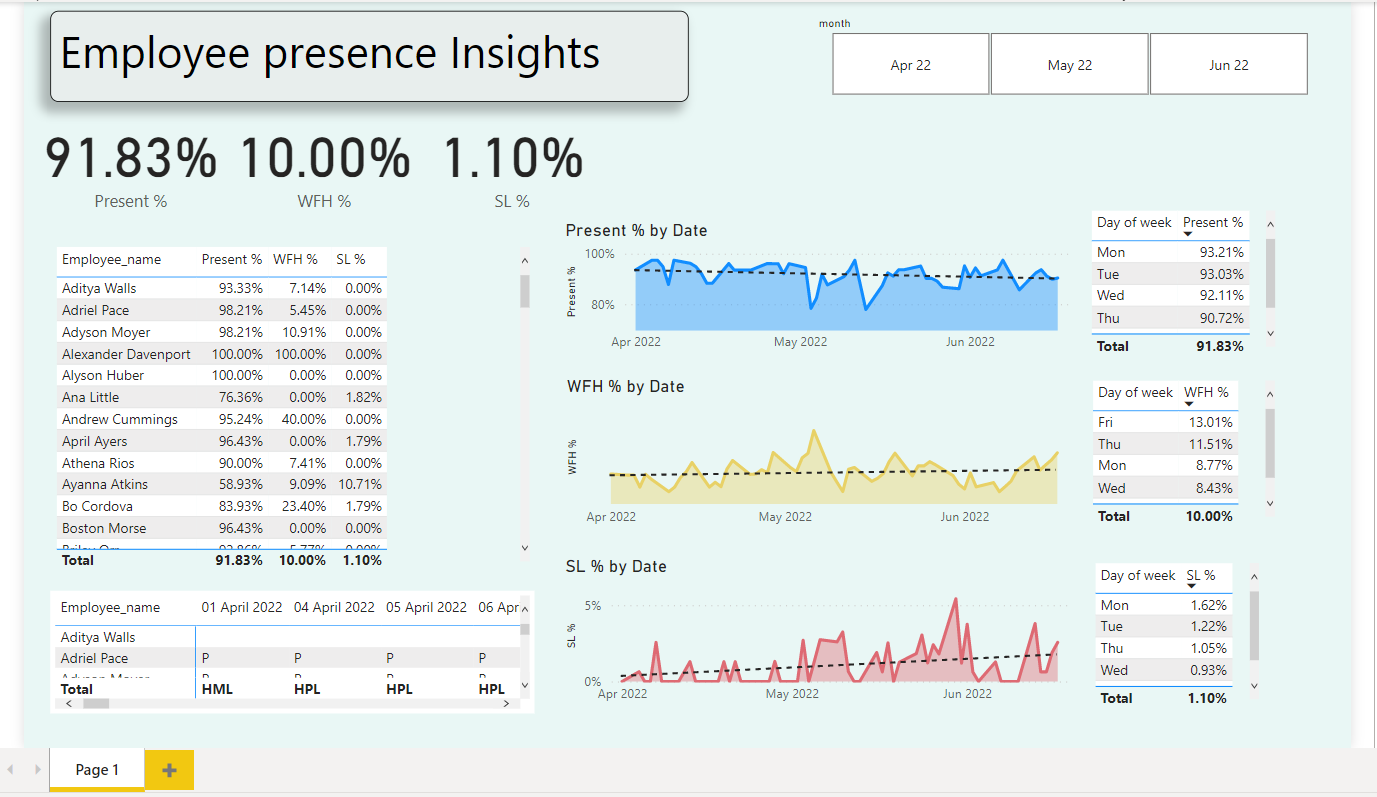 Employee presence Insights
month
Apr 22 May 22 Jun 22
91.83% 10.00% 1.10%
Present % WFH % SL %
Employee_name Present % WFH % SL %
Aditya Walls 93.33% 7.14% 0.00%
Adriel Pace 98.21% 5.45% 0.00%
Adyson Moyer 98.21% 10.91% 0.00%
Alexander Davenport 100.00% 100.00% 0.00%
Alyson Huber 100.00% 0.00% 0.00%
Ana Little 76.36% 0.00% 1.82%
Andrew Cummings 95.24% 40.00% 0.00%
April Ayers 96.43% 0.00% 1.79%
Athena Rios 90.00% 7.41% 0.00%
Ayanna Atkins 58.93% 9.09% 10.71%
Bo Cordova 83.93% 23.40% 1.79%
Boston Morse 96.43% 0.00% 0.00%
Total 91.83% 10.00% 1.10%
Employee_name 01 April 2022 04 April 2022 05 April 2022 06 Apr
Aditya Walls
Adriel Pace P P P P
Total HML HPL HPL HPL
Present % by Date
Present %
100%
80%
Apr 2022 May 2022 Jun 2022
Day of week Present %
Mon 93.21%
Tue 93.03%
Wed 92.11%
Thu 90.72%
Total 91.83%
WFH % by Date
WFH %
Apr 2022 May 2022 Jun 2022
Day of week WFH %
Fri 13.01%
Thu 11.51%
Mon 8.77%
Wed 8.43%
Total 10.00%
SL % by Date
SL %
5%
0%
Apr 2022 May 2022 Jun 2022
Day of week SL %
Mon 1.62%
Tue 1.22%
Thu 1.05%
Wed 0.93%
Total 1.10%
Page 1